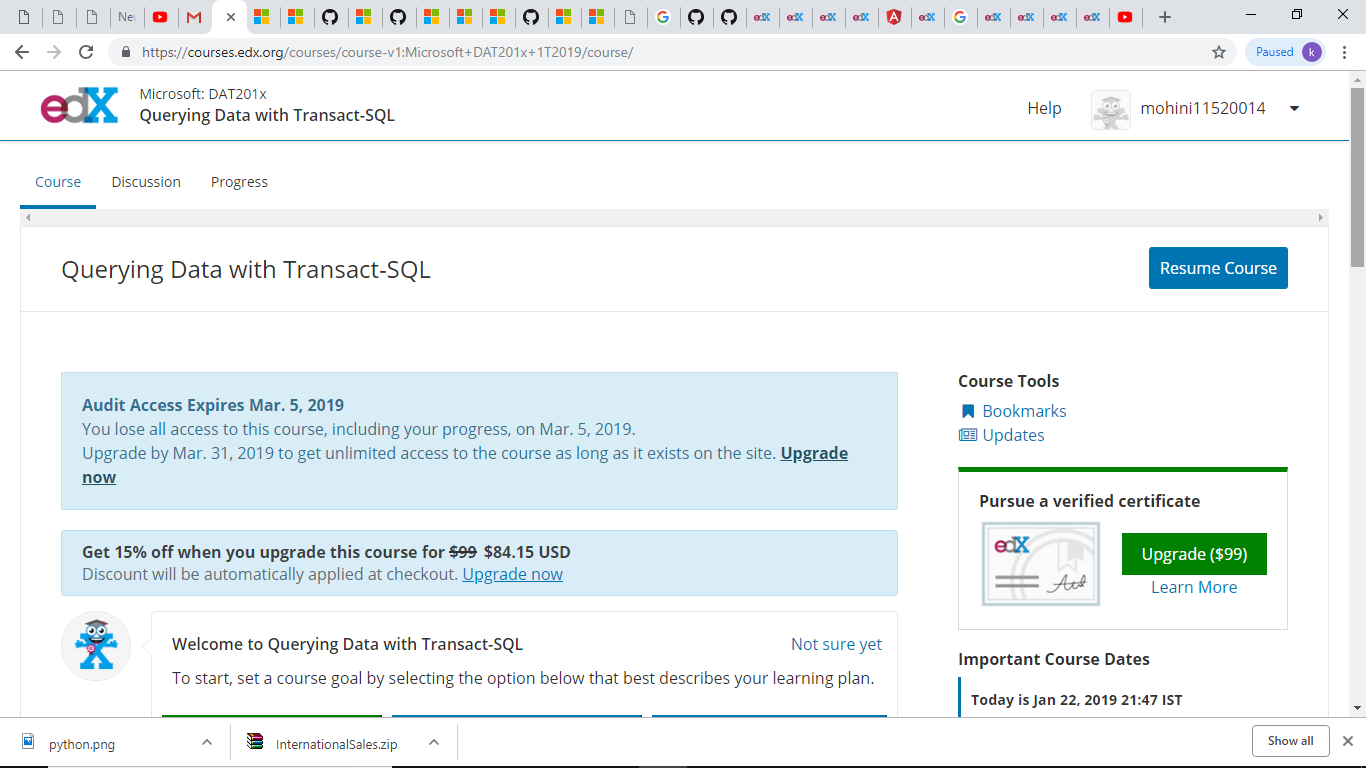 New
https://courses.edx.org/courses/course-v1:Microsoft+DAT201x+1T2019/course/
Paused
k
edX
Microsoft: DAT201x
Querying Data with Transact-SQL
Help
mohini11520014
Course
Discussion
Progress
Querying Data with Transact-SQL
Resume Course
Audit Access Expires Mar. 5, 2019
You lose all access to this course, including your progress, on Mar. 5, 2019.
Upgrade by Mar. 31, 2019 to get unlimited access to the course as long as it exists on the site. Upgrade
now
Get 15% off when you upgrade this course for $99 $84.15 USD
Discount will be automatically applied at checkout. Upgrade now
Welcome to Querying Data with Transact-SQL
Not sure yet
To start, set a course goal by selecting the option below that best describes your learning plan.
Course Tools
Bookmarks
Updates
Pursue a verified certificate
edX
Upgrade ($99)
Learn More
Important Course Dates
Today is Jan 22, 2019 21:47 IST
python.png
InternationalSales.zip
Show all